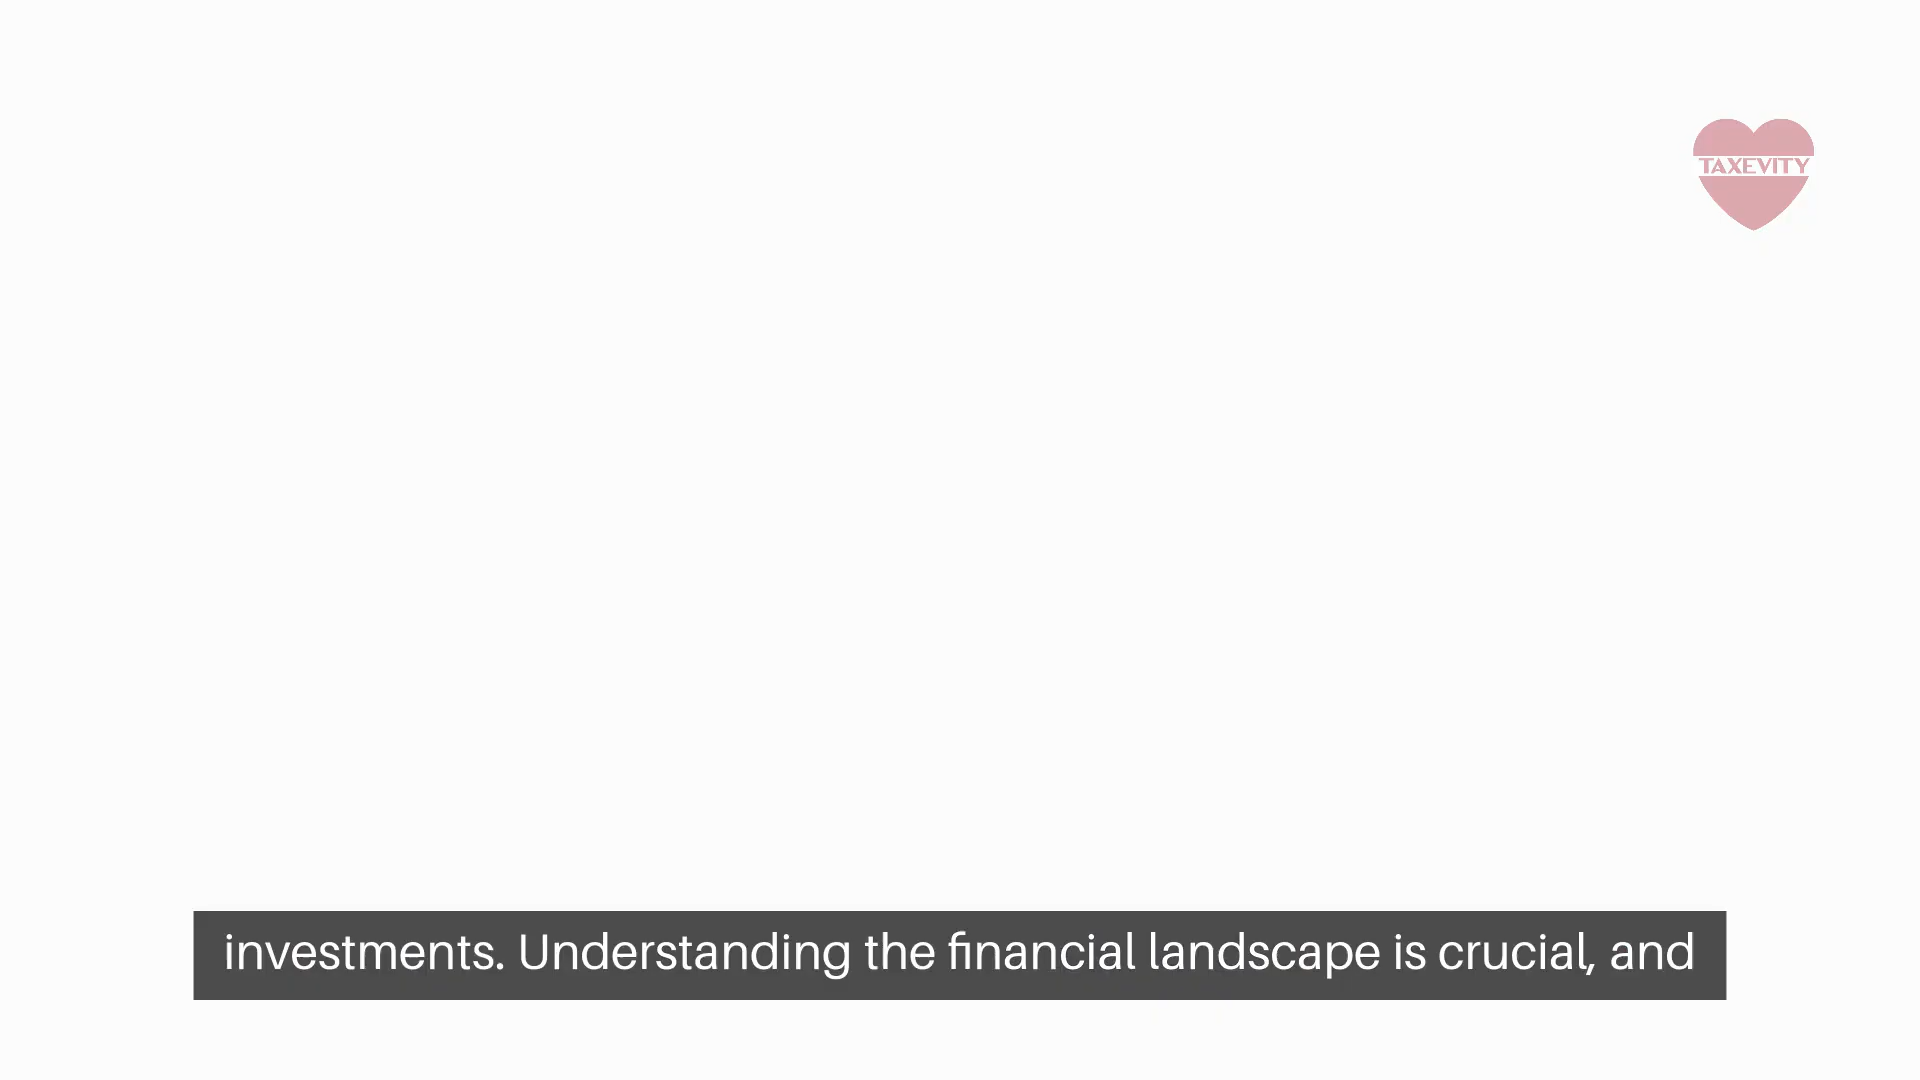 TAXEVITY
investments. Understanding the financial landscape is crucial, and